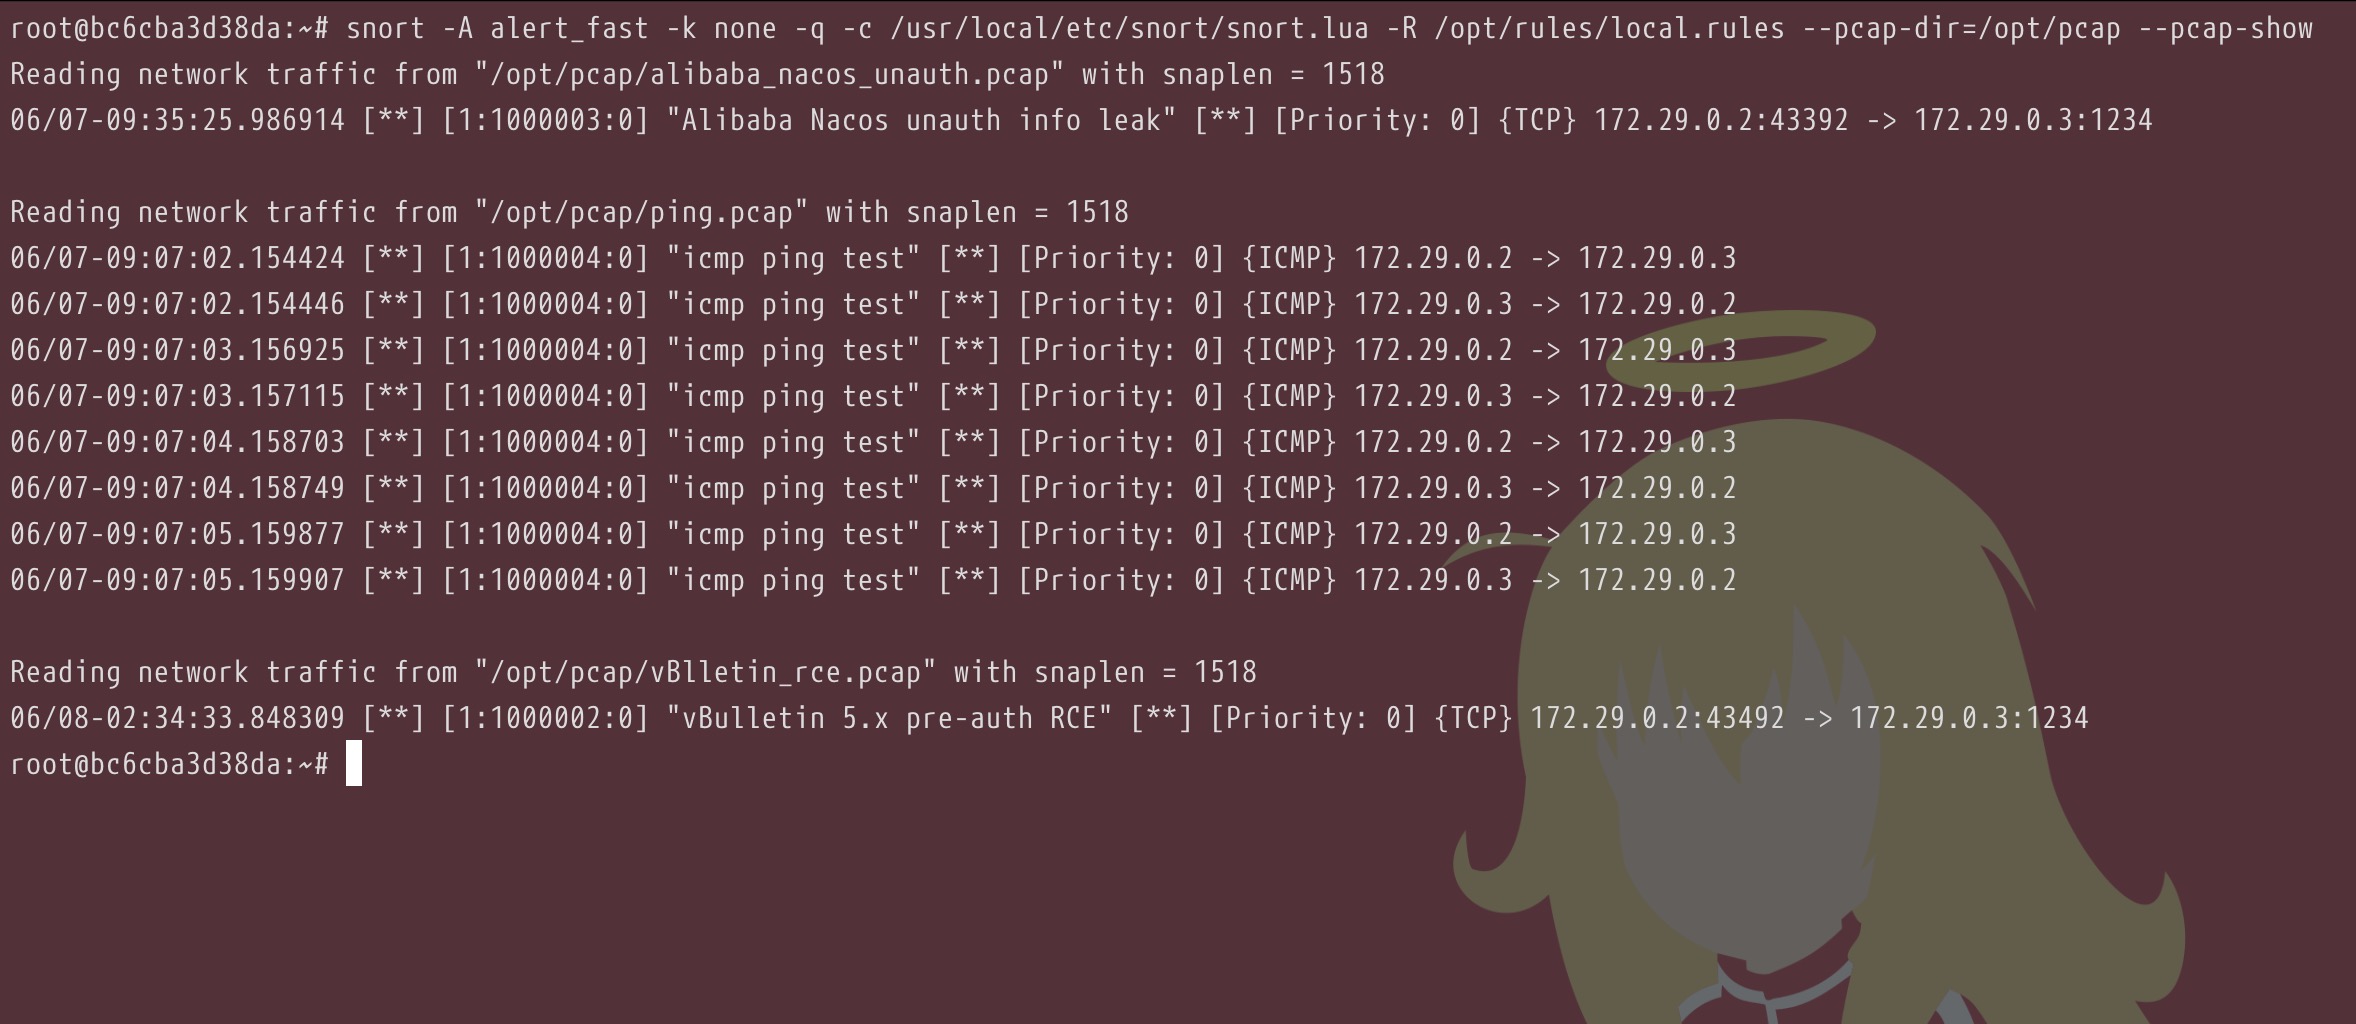 root@bc6cba3d38da:~# snort -A alert_fast -k none -q -c /usr/local/etc/snort/snort.lua -R /opt/rules/local.rules --pcap-dir=/opt/pcap --pcap-show
Reading network traffic from "/opt/pcap/alibaba_nacos_unauth.pcap" with snaplen = 1518
06/07-09:35:25.986914 [**] [1:1000003:0] "Alibaba Nacos unauth info leak" [**] [Priority: 0] {TCP} 172.29.0.2:43392 -> 172.29.0.3:1234
Reading network traffic from "/opt/pcap/ping.pcap" with snaplen = 1518
06/07-09:07:02.154424 [**] [1:1000004:0] "icmp ping test" [**] [Priority: 0] {ICMP} 172.29.0.2 -> 172.29.0.3
06/07-09:07:02.154446 [**] [1:1000004:0] "icmp ping test" [**] [Priority: 0] {ICMP} 172.29.0.3 -> 172.29.0.2
06/07-09:07:03.156925 [**] [1:1000004:0] "icmp ping test" [**] [Priority: 0] {ICMP} 172.29.0.2 -> 172.29.0.3
06/07-09:07:03.157115 [**] [1:1000004:0] "icmp ping test" [**] [Priority: 0] {ICMP} 172.29.0.3 -> 172.29.0.2
06/07-09:07:04.158703 [**] [1:1000004:0] "icmp ping test" [**] [Priority: 0] {ICMP} 172.29.0.2 -> 172.29.0.3
06/07-09:07:04.158749 [**] [1:1000004:0] "icmp ping test" [**] [Priority: 0] {ICMP} 172.29.0.3 -> 172.29.0.2
06/07-09:07:05.159877 [**] [1:1000004:0] "icmp ping test" [**] [Priority: 0] {ICMP} 172.29.0.2 -> 172.29.0.3
06/07-09:07:05.159907 [**] [1:1000004:0] "icmp ping test" [**] [Priority: 0] {ICMP} 172.29.0.3 -> 172.29.0.2
Reading network traffic from "/opt/pcap/vBlletin_rce.pcap" with snaplen = 1518
06/08-02:34:33.848309 [**] [1:1000002:0] "vBulletin 5.x pre-auth RCE" [**] [Priority: 0] {TCP} 172.29.0.2:43492 -> 172.29.0.3:1234
root@bc6cba3d38da:~#